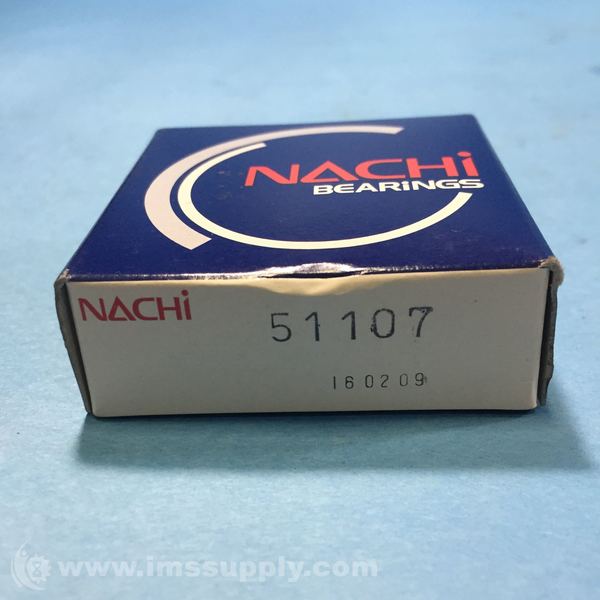 NACHi
BEARiNGS
NACHi
51107
160209
www.imssupply.com